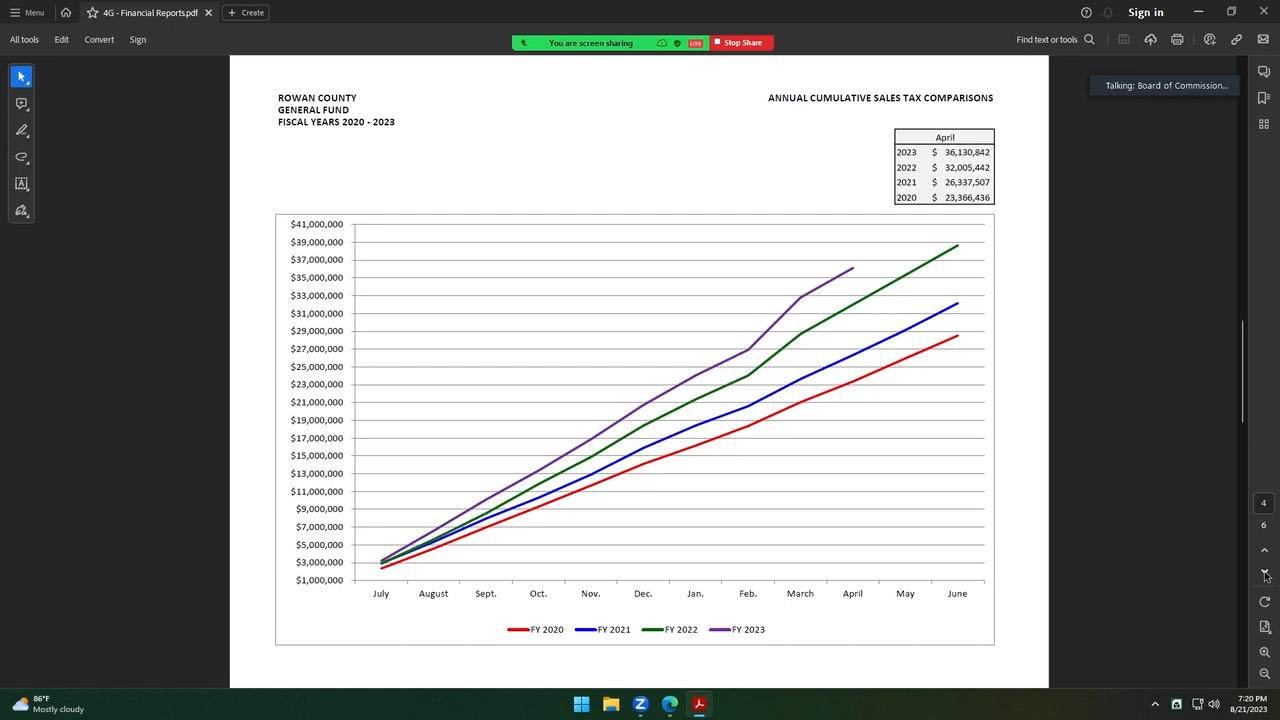 Menu
4G - Financial Reports.pdf
Create
Sign in
All tools
Edit
Convert
Sign
You are screen sharing
LIVE
Stop Share
Find text or tools
Talking: Board of Commission...
ROWAN COUNTY
GENERAL FUND
FISCAL YEARS 2020 - 2023
ANNUAL CUMULATIVE SALES TAX COMPARISONS
April
2023 $ 36,130,842
2022 $ 32,005,442
2021 $ 26,337,507
2020 $ 23,366,436
$41,000,000
$39,000,000
$37,000,000
$35,000,000
$33,000,000
$31,000,000
$29,000,000
$27,000,000
$25,000,000
$23,000,000
$21,000,000
$19,000,000
$17,000,000
$15,000,000
$13,000,000
$11,000,000
$9,000,000
$7,000,000
$5,000,000
$3,000,000
$1,000,000
July August Sept. Oct. Nov. Dec. Jan. Feb. March April May June
FY 2020 FY 2021 FY 2022 FY 2023
4
6
86°F
Mostly cloudy
7:20 PM
8/21/2023